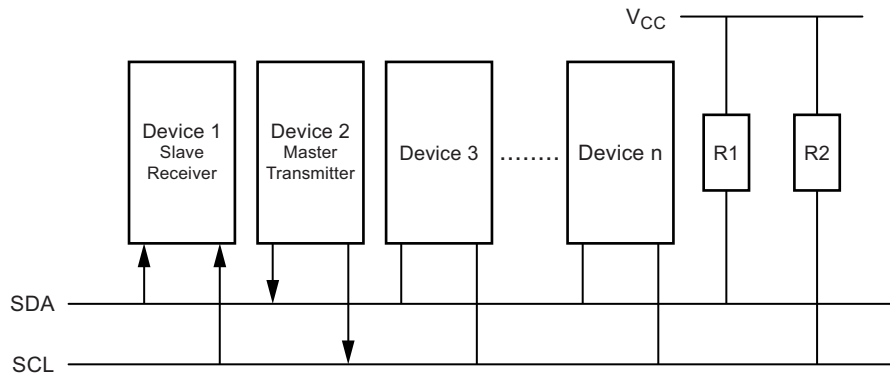 VCC
Device 1
Slave
Receiver
Device 2
Master
Transmitter
Device 3
........
Device n
R1
R2
SDA
SCL